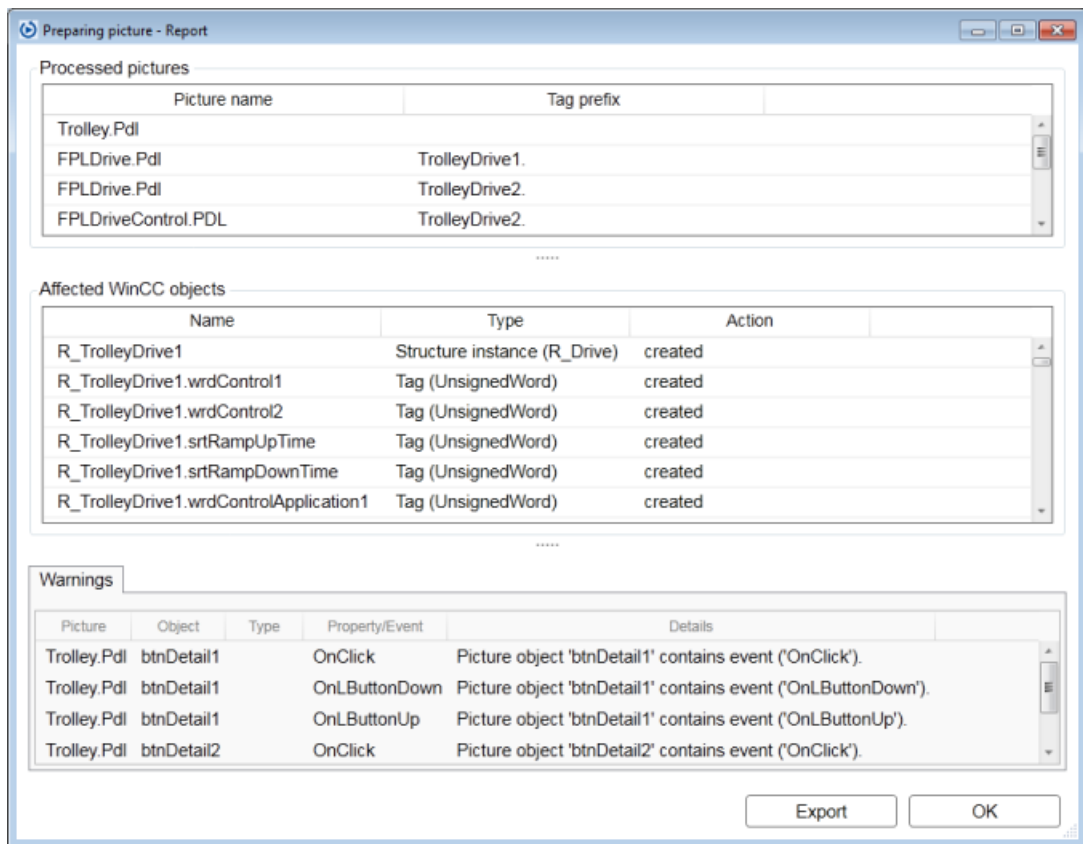 Preparing picture - Report
Processed pictures
Picture name Tag prefix
Trolley.Pdl
FPLDrive.Pdl TrolleyDrive1.
FPLDrive.Pdl TrolleyDrive2.
FPLDriveControl.PDL TrolleyDrive2.
Affected WinCC objects
Name Type Action
R_TrolleyDrive1 Structure instance (R_Drive) created
R_TrolleyDrive1.wrdControl1 Tag (UnsignedWord) created
R_TrolleyDrive1.wrdControl2 Tag (UnsignedWord) created
R_TrolleyDrive1.srtRampUpTime Tag (UnsignedWord) created
R_TrolleyDrive1.srtRampDownTime Tag (UnsignedWord) created
R_TrolleyDrive1.wrdControlApplication1 Tag (UnsignedWord) created
Warnings
Picture Object Type Property/Event Details
Trolley.Pdl btnDetail1 OnClick Picture object 'btnDetail1' contains event ('OnClick').
Trolley.Pdl btnDetail1 OnLButtonDown Picture object 'btnDetail1' contains event ('OnLButtonDown').
Trolley.Pdl btnDetail1 OnLButtonUp Picture object 'btnDetail1' contains event ('OnLButtonUp').
Trolley.Pdl btnDetail2 OnClick Picture object 'btnDetail2' contains event ('OnClick').
Export OK